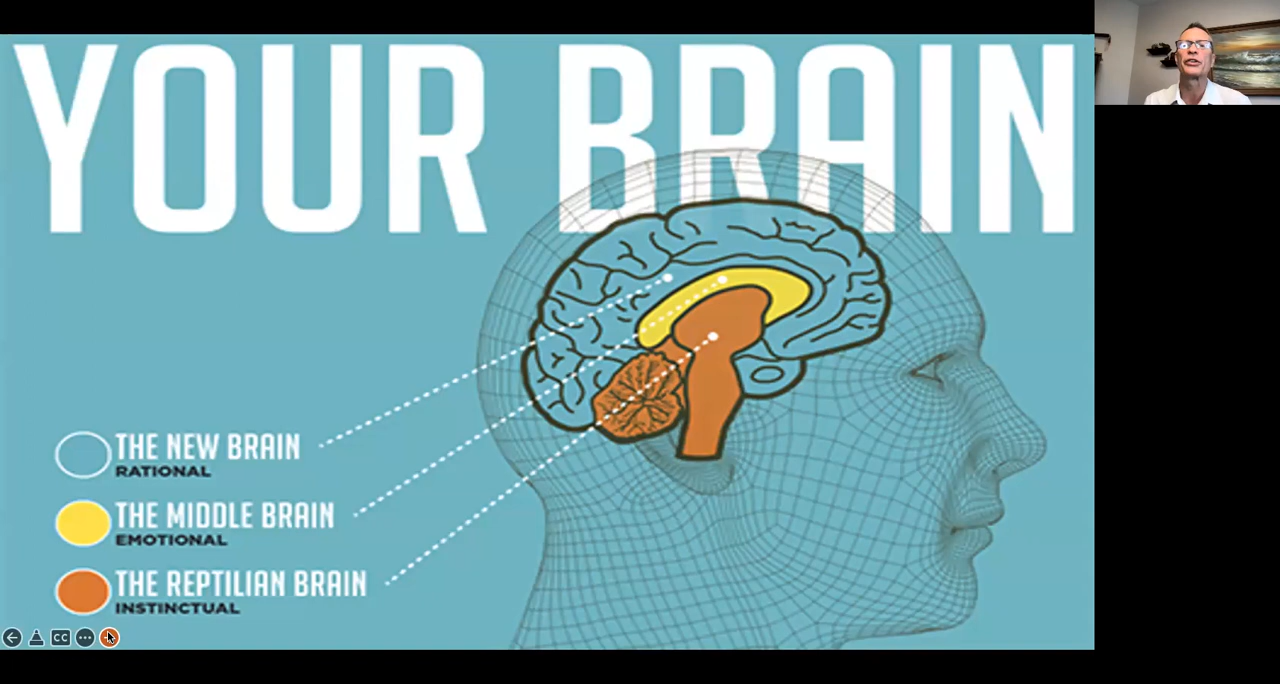 YOUR BRAIN
THE NEW BRAIN
RATIONAL
THE MIDDLE BRAIN
EMOTIONAL
THE REPTILIAN BRAIN
INSTINCTUAL
CC